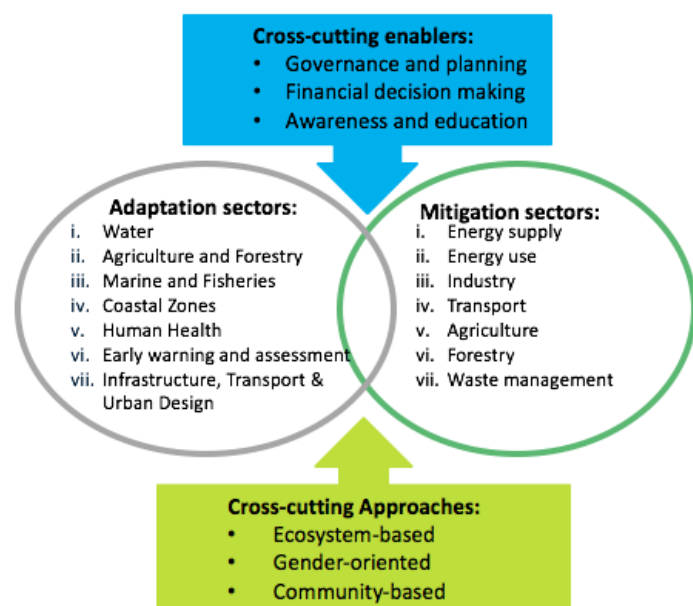 Cross-cutting enablers:
• Governance and planning
• Financial decision making
• Awareness and education
Adaptation sectors:
i. Water
ii. Agriculture and Forestry
iii. Marine and Fisheries
iv. Coastal Zones
v. Human Health
vi. Early warning and assessment
vii. Infrastructure, Transport &
Urban Design
Mitigation sectors:
i. Energy supply
ii. Energy use
iii. Industry
iv. Transport
v. Agriculture
vi. Forestry
vii. Waste management
Cross-cutting Approaches:
• Ecosystem-based
• Gender-oriented
• Community-based